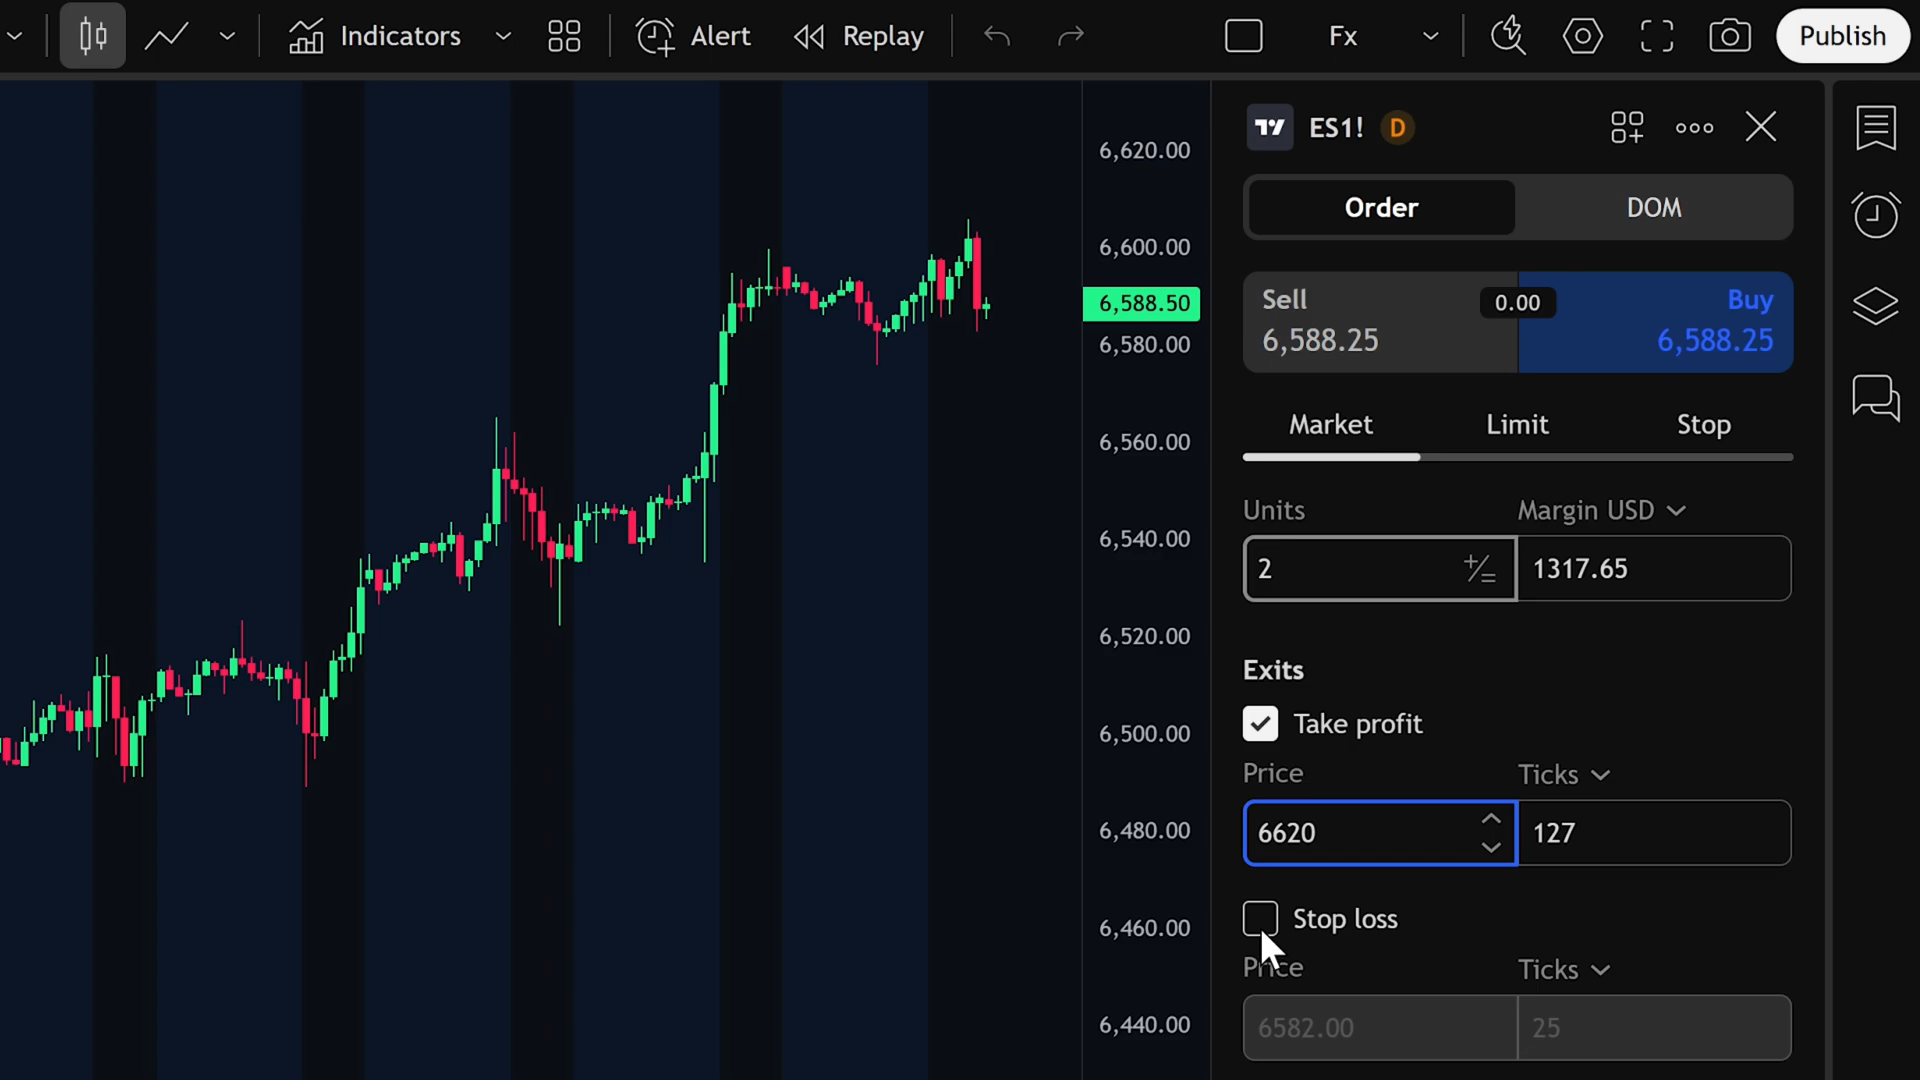 Indicators
Alert
Replay
Fx
Publish
ES1!
D
Order
DOM
Sell
0.00
Buy
6,588.25
6,588.25
Market
Limit
Stop
Units
Margin USD
2
1317.65
Exits
Take profit
Price
Ticks
6620
127
Stop loss
Price
Ticks
6582.00
25
6,620.00
6,600.00
6,588.50
6,580.00
6,560.00
6,540.00
6,520.00
6,500.00
6,480.00
6,460.00
6,440.00